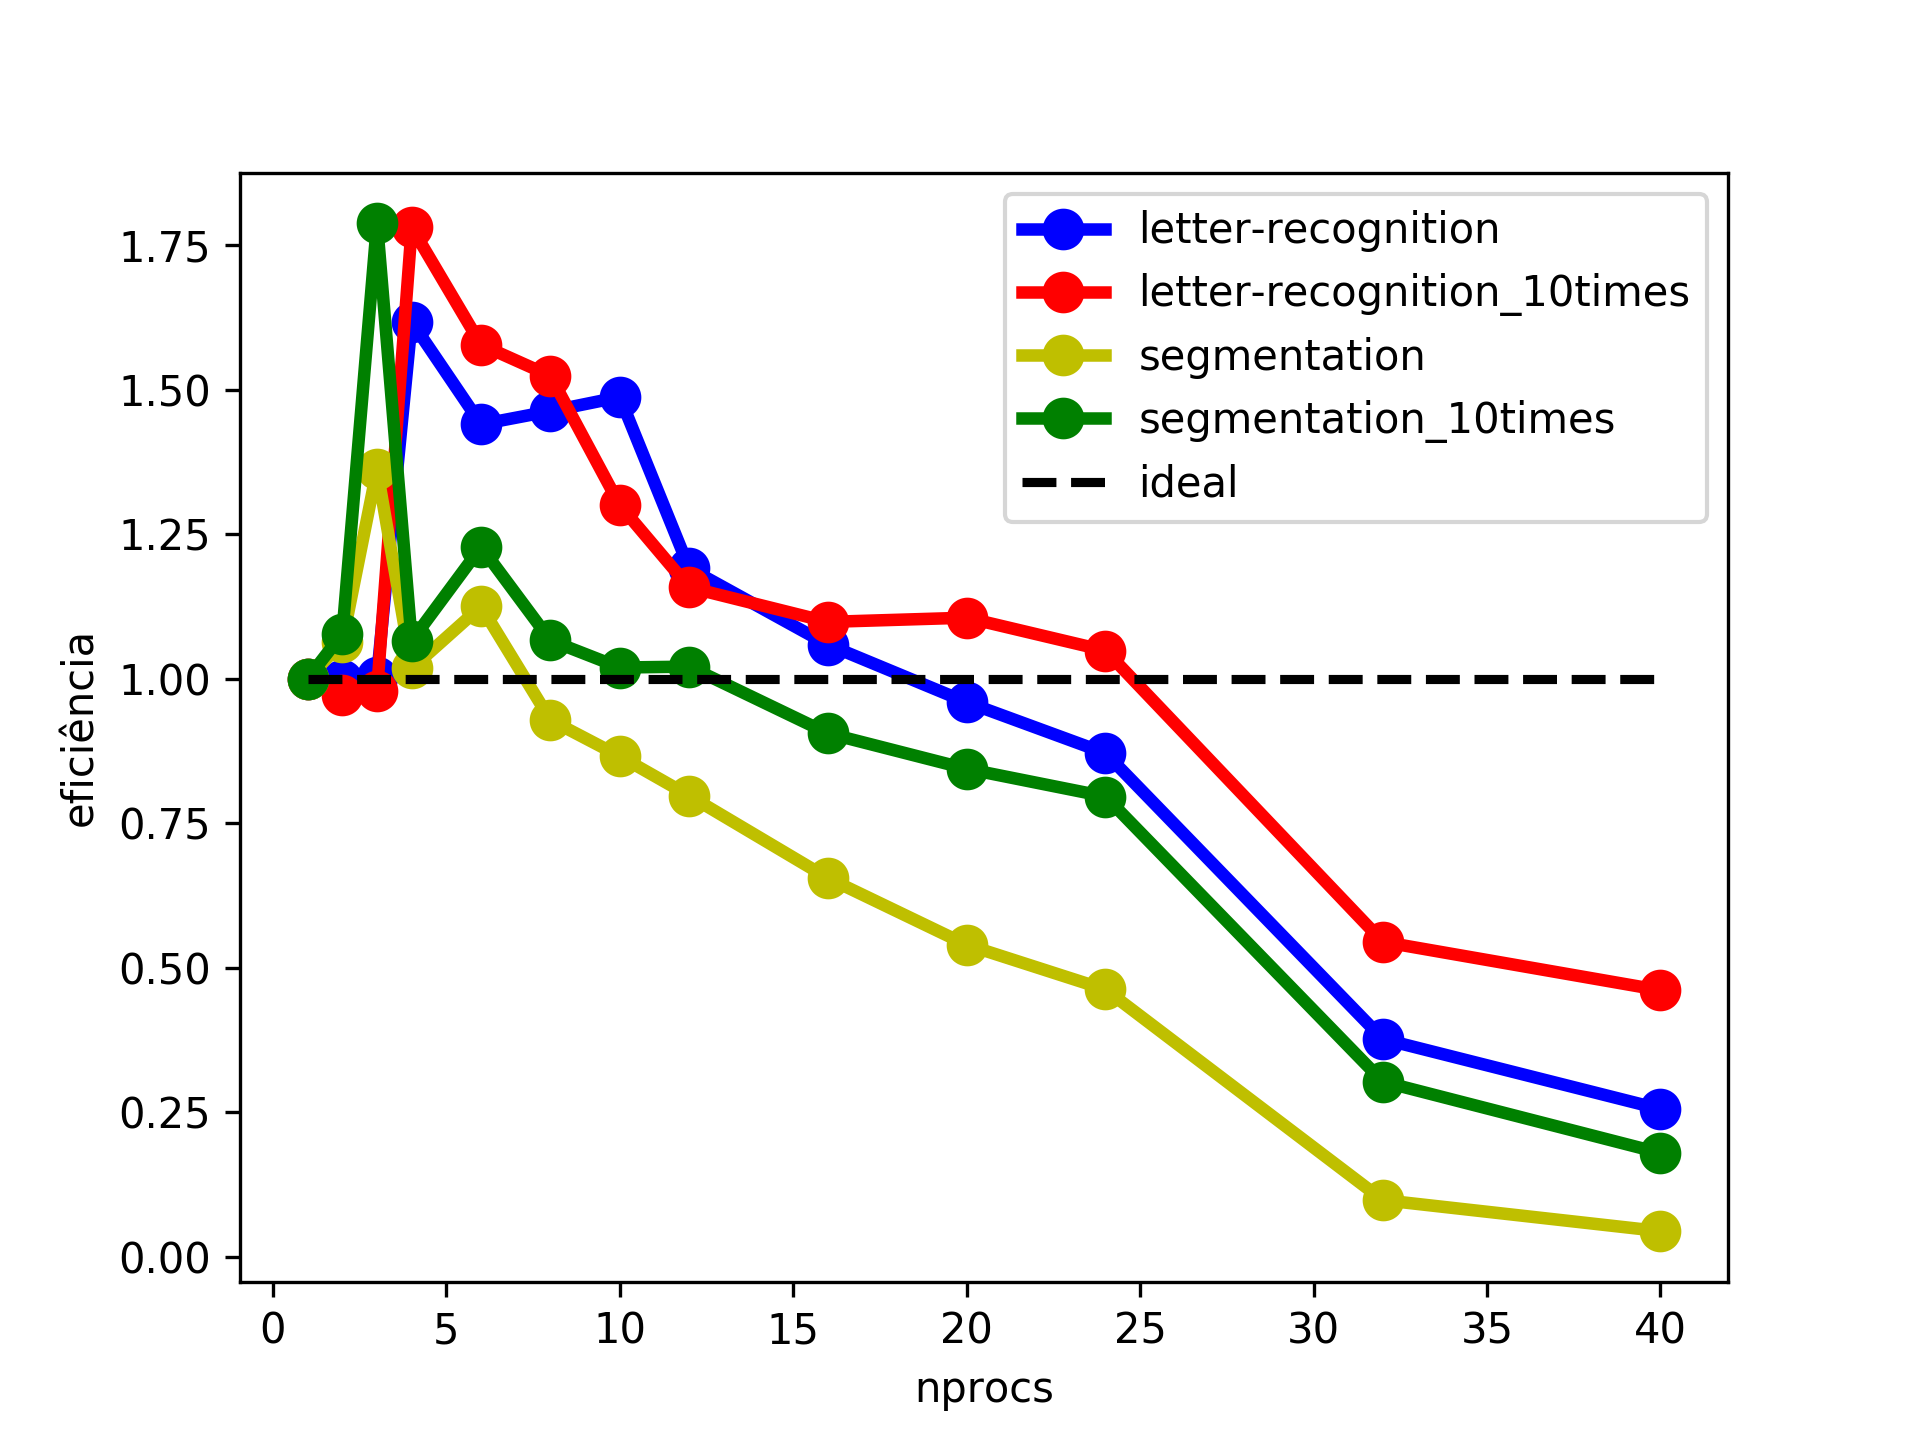 letter-recognition
letter-recognition_10times
segmentation
segmentation_10times
ideal
eficiência
1.75
1.50
1.25
1.00
0.75
0.50
0.25
0.00
0 5 10 15 20 25 30 35 40
nprocs